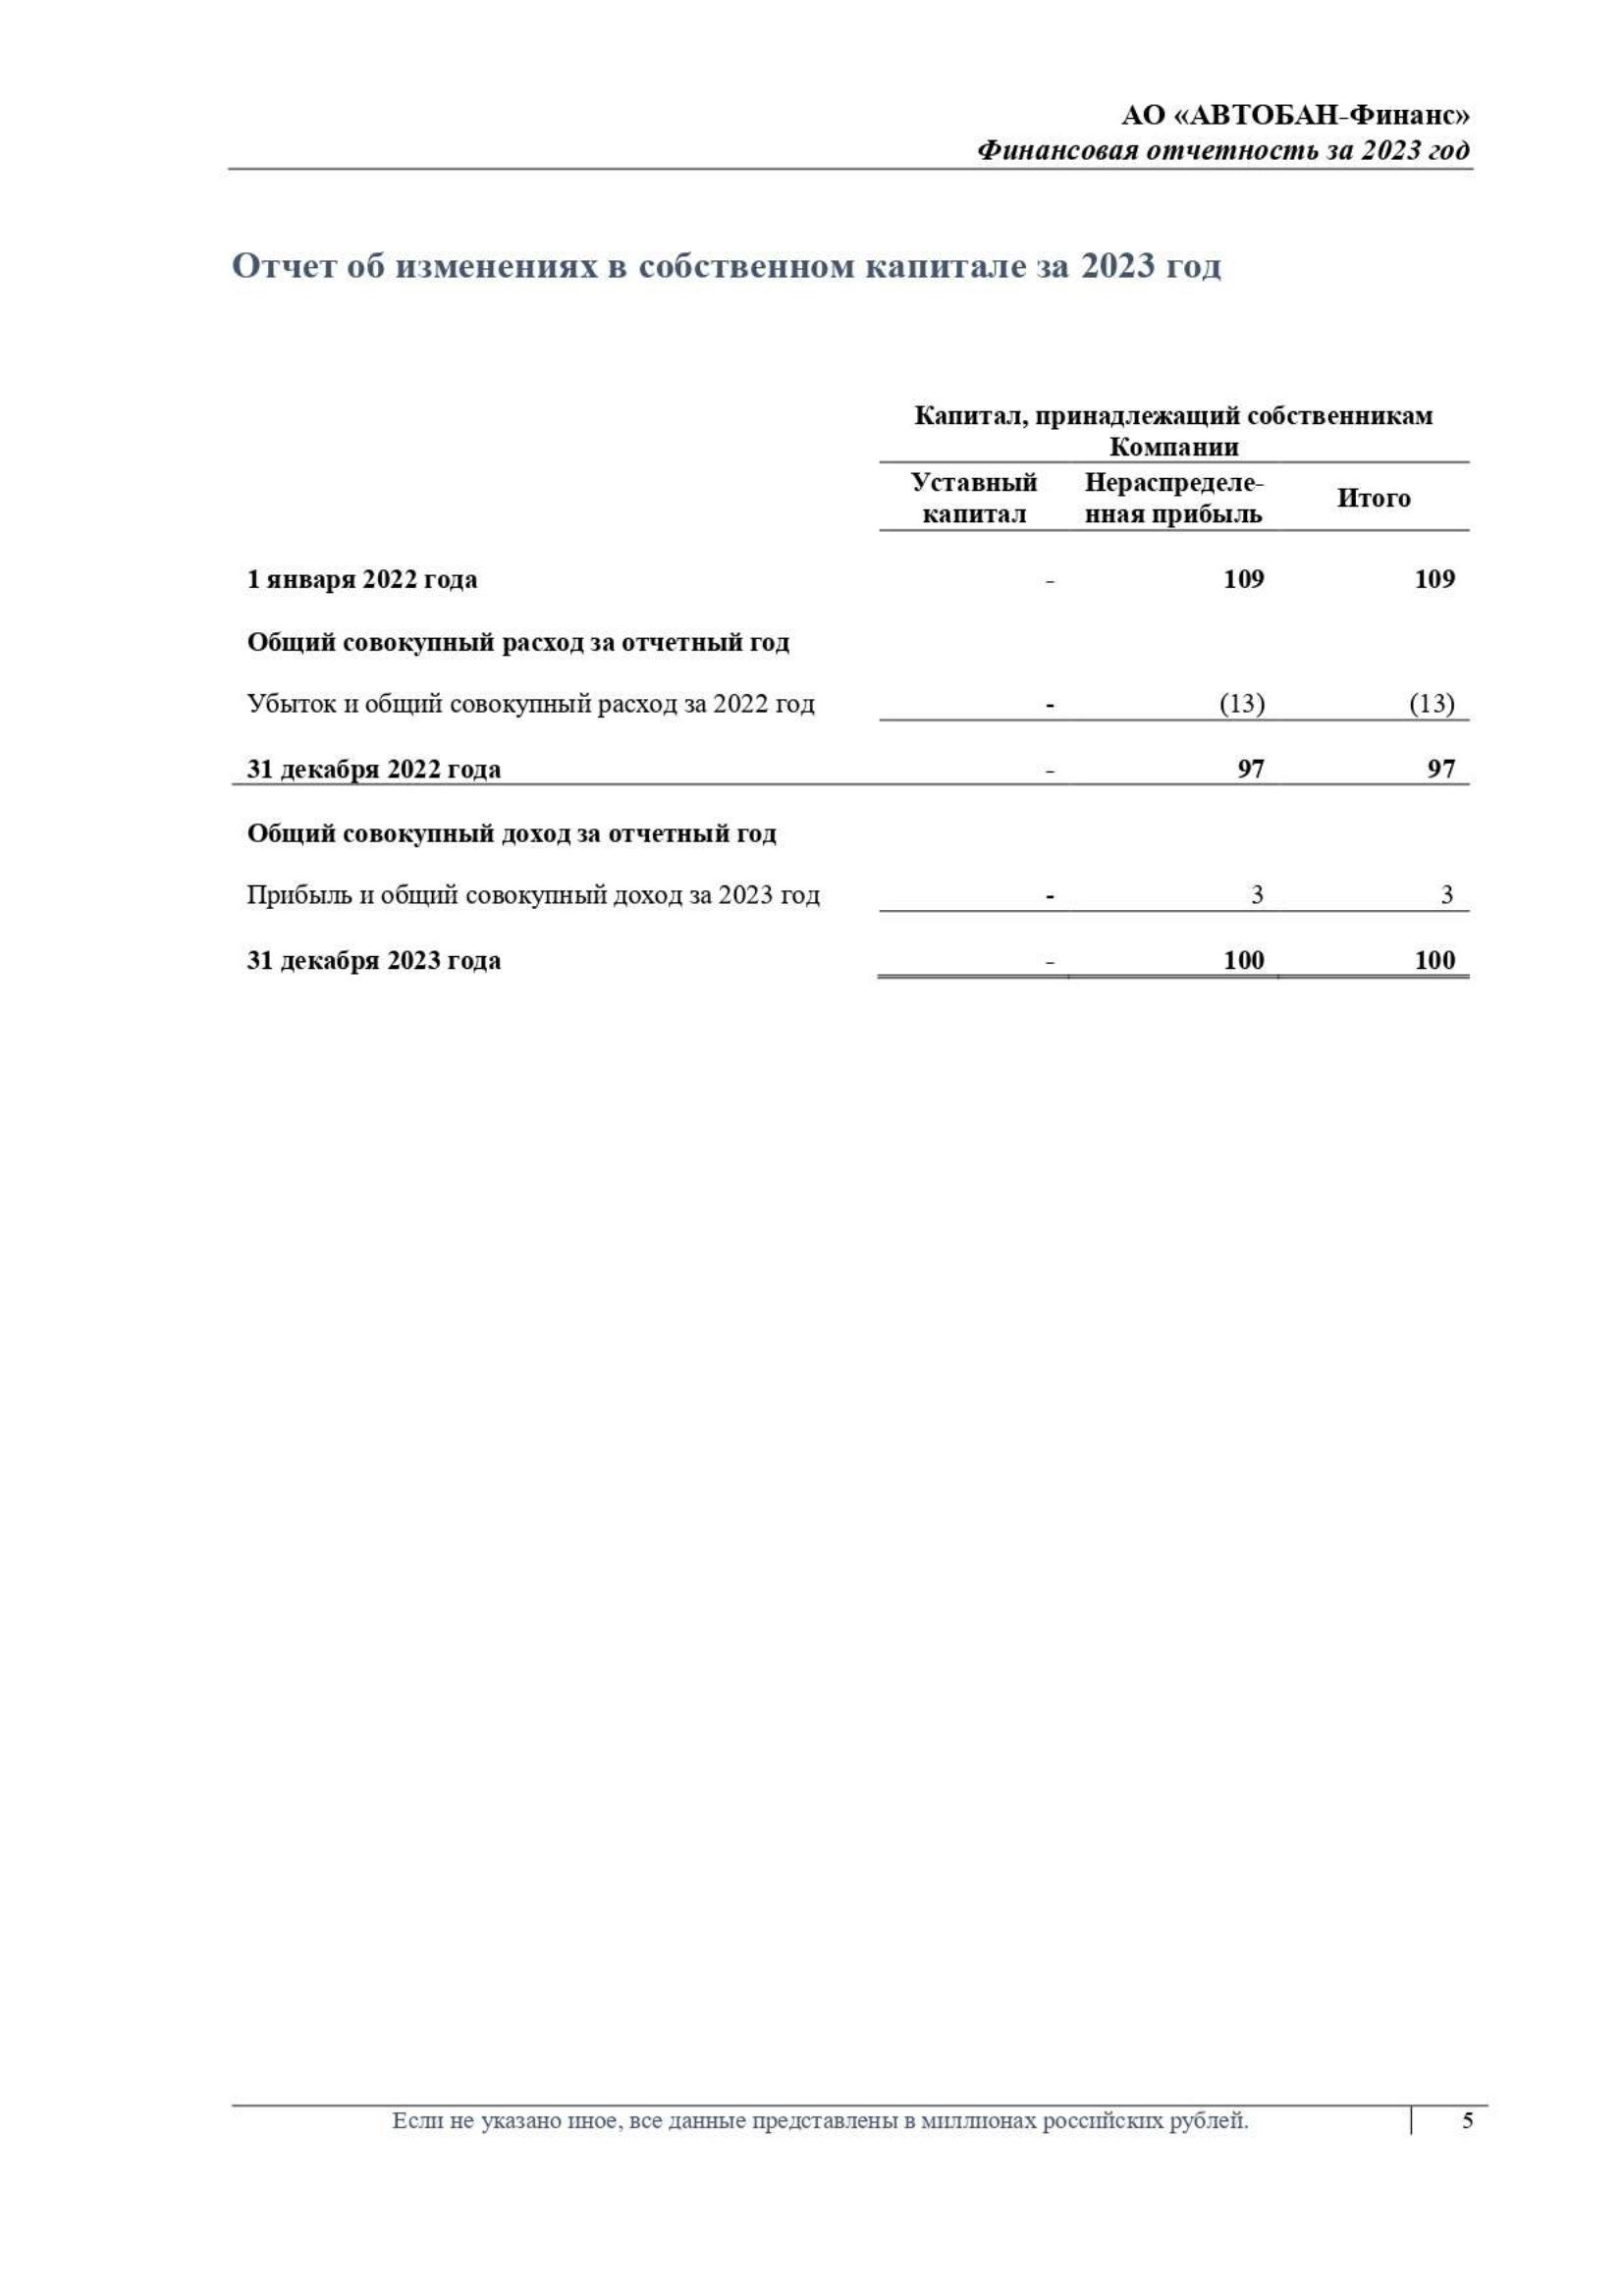 АО «АВТОБАН-Финанс»
Финансовая отчетность за 2023 год
Отчет об изменениях в собственном капитале за 2023 год
Капитал, принадлежащий собственникам
Компании
Уставный капитал Нераспределе-нная прибыль Итого
1 января 2022 года - 109 109
Общий совокупный расход за отчетный год
Убыток и общий совокупный расход за 2022 год - (13) (13)
31 декабря 2022 года - 97 97
Общий совокупный доход за отчетный год
Прибыль и общий совокупный доход за 2023 год - 3 3
31 декабря 2023 года - 100 100
Если не указано иное, все данные представлены в миллионах российских рублей. 5